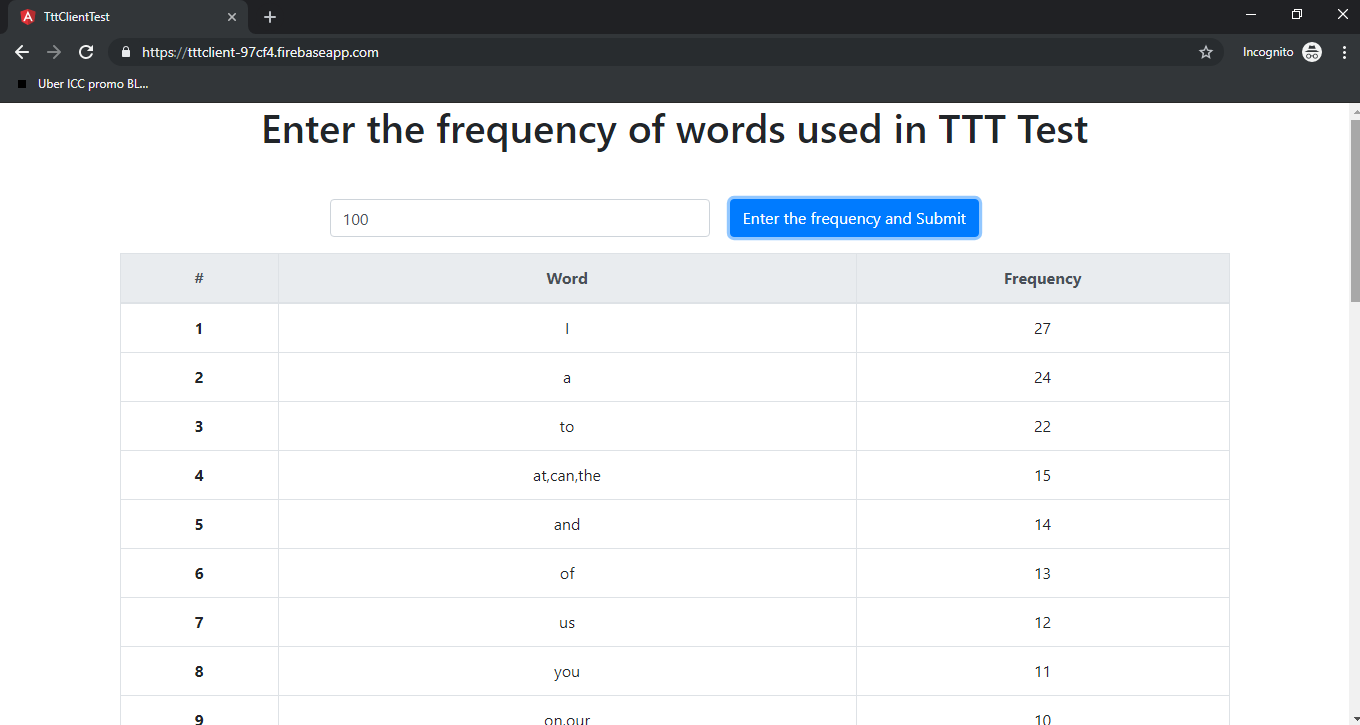 TttClientTest
https://tttclient-97cf4.firebaseapp.com
Incognito
Uber ICC promo BL...
Enter the frequency of words used in TTT Test
100 Enter the frequency and Submit
# Word Frequency
1 I 27
2 a 24
3 to 22
4 at,can,the 15
5 and 14
6 of 13
7 us 12
8 you 11
9 on,our 10